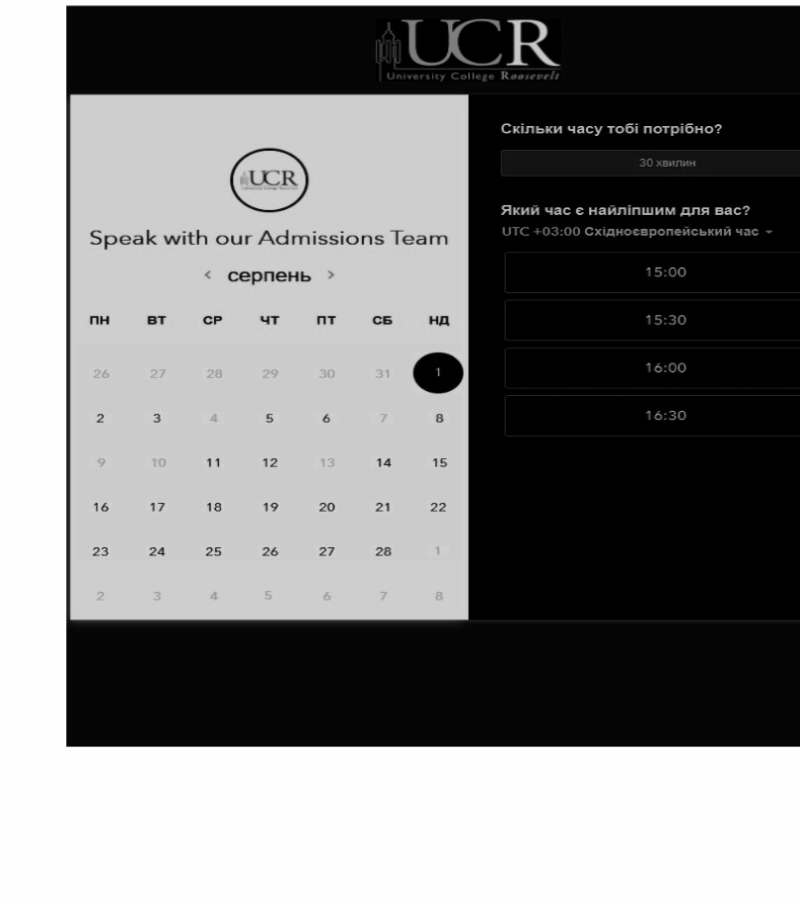 UCR
University College Roosevelt
UCR
Speak with our Admissions Team
< серпень >
ПН ВТ СР ЧТ ПТ СБ НД
26 27 28 29 30 31 1
2 3 4 5 6 7 8
9 10 11 12 13 14 15
16 17 18 19 20 21 22
23 24 25 26 27 28 1
2 3 4 5 6 7 8
Скільки часу тобі потрібно?
30 хвилин
Який час є найліпшим для вас?
UTC +03:00 Східноєвропейський час
15:00
15:30
16:00
16:30